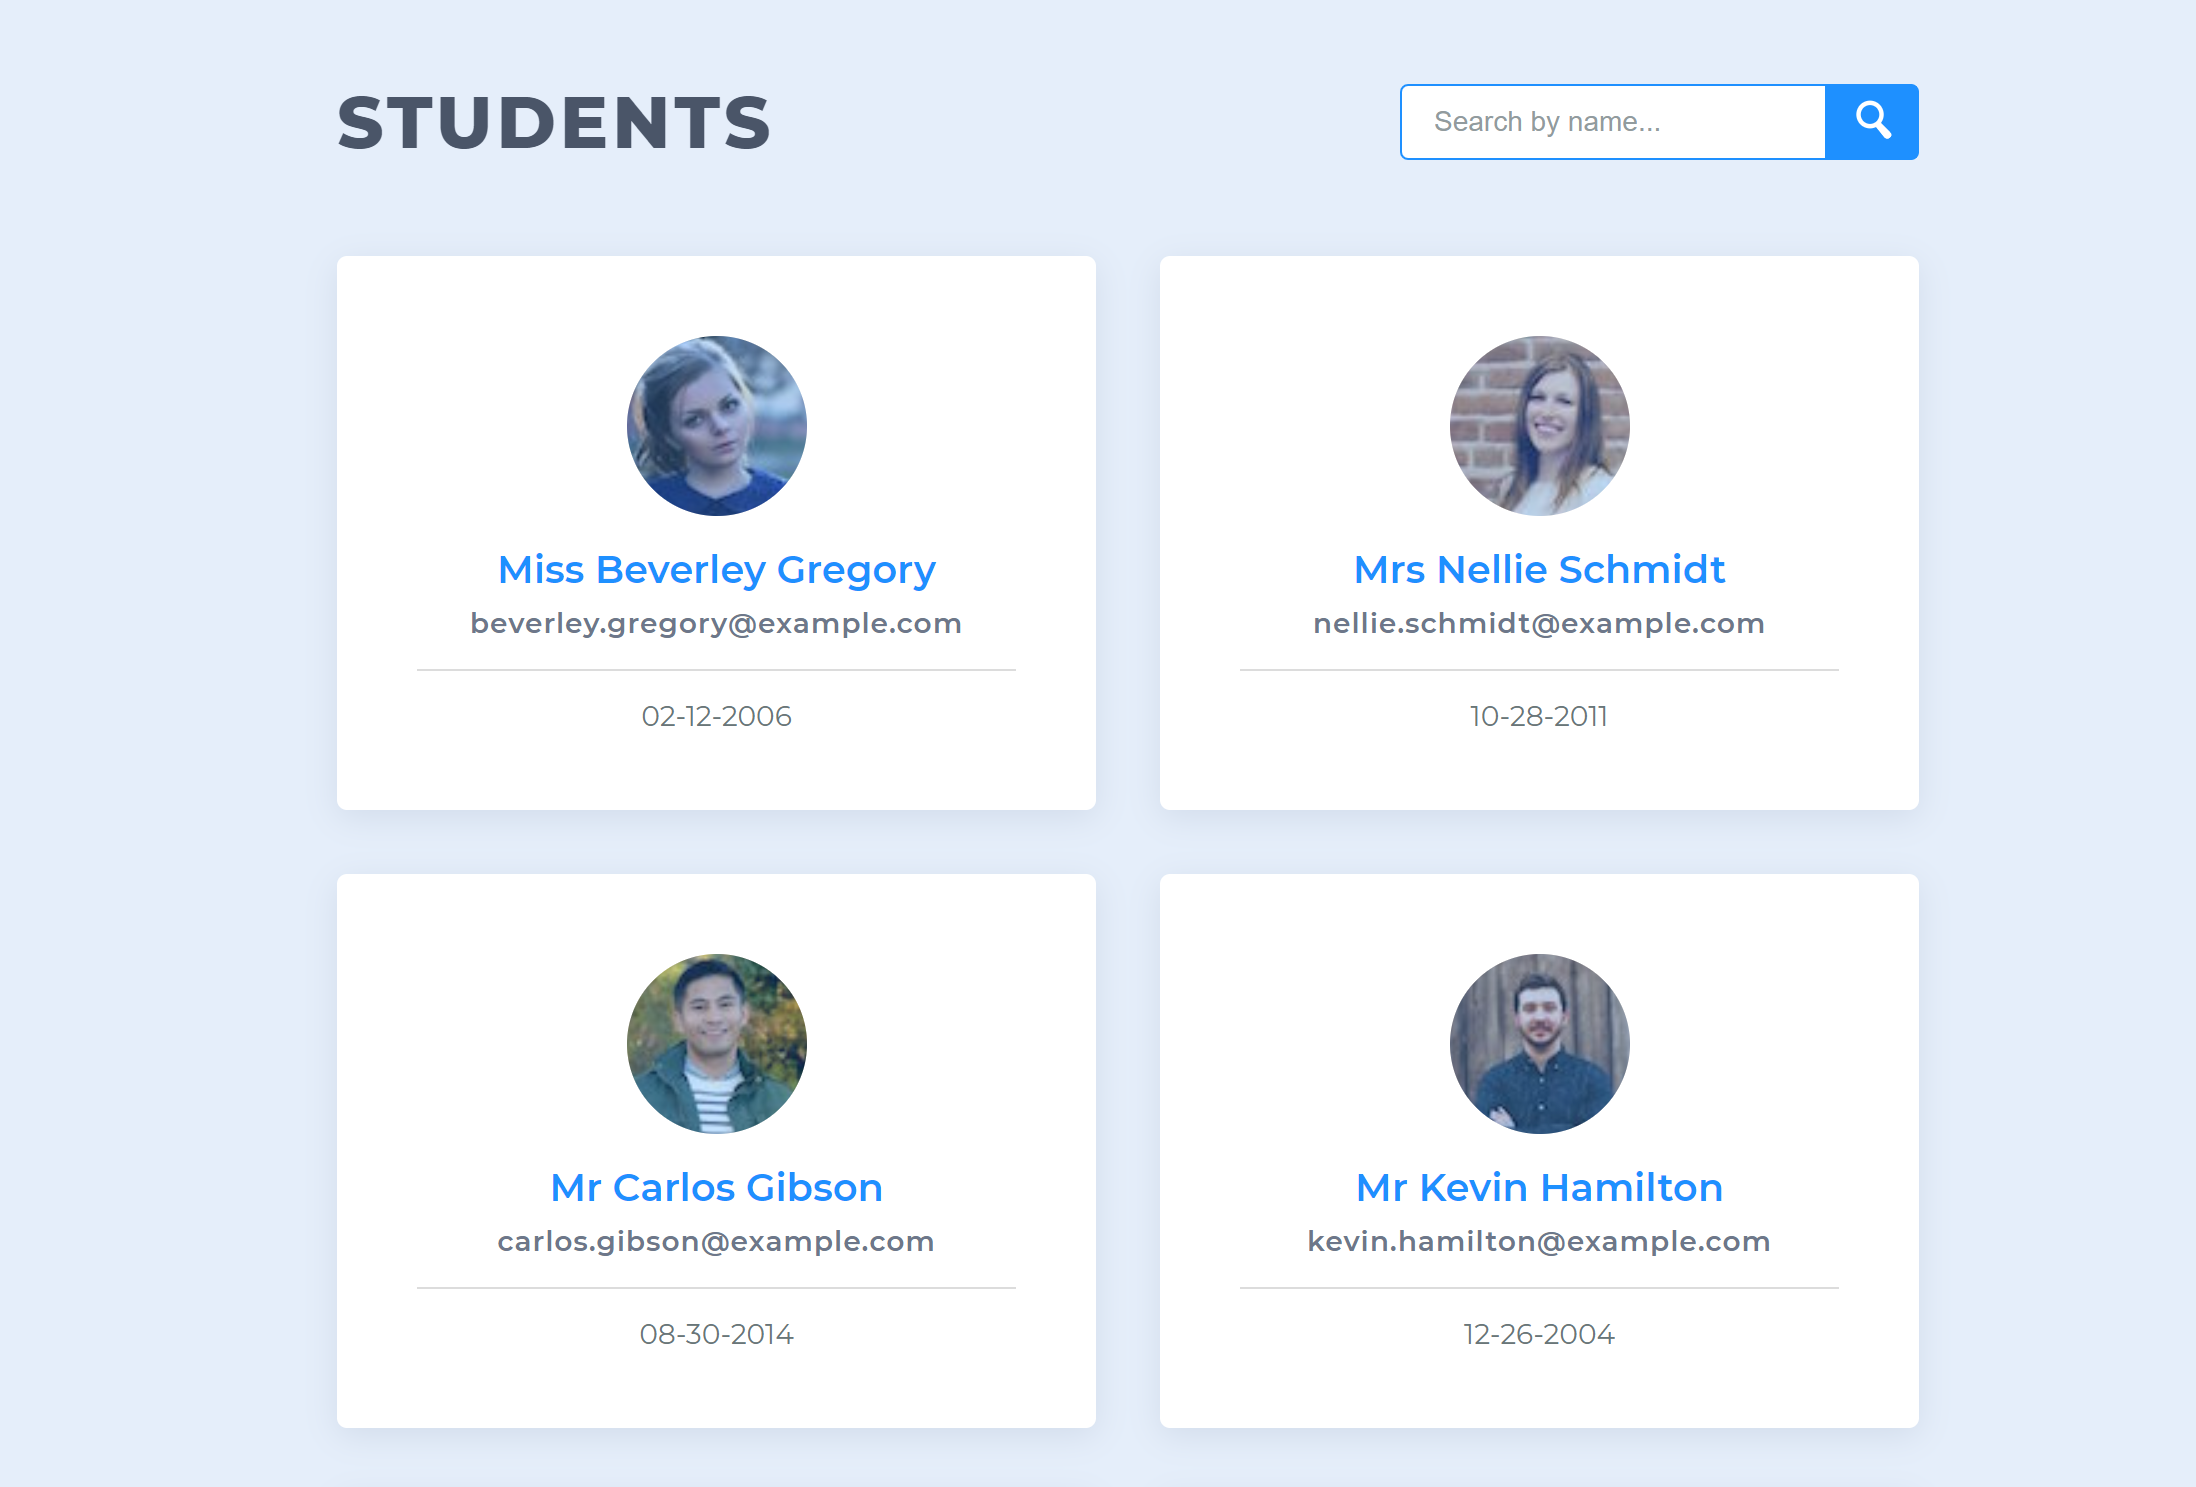 STUDENTS
Search by name...
Miss Beverley Gregory
beverley.gregory@example.com
02-12-2006
Mrs Nellie Schmidt
nellie.schmidt@example.com
10-28-2011
Mr Carlos Gibson
carlos.gibson@example.com
08-30-2014
Mr Kevin Hamilton
kevin.hamilton@example.com
12-26-2004